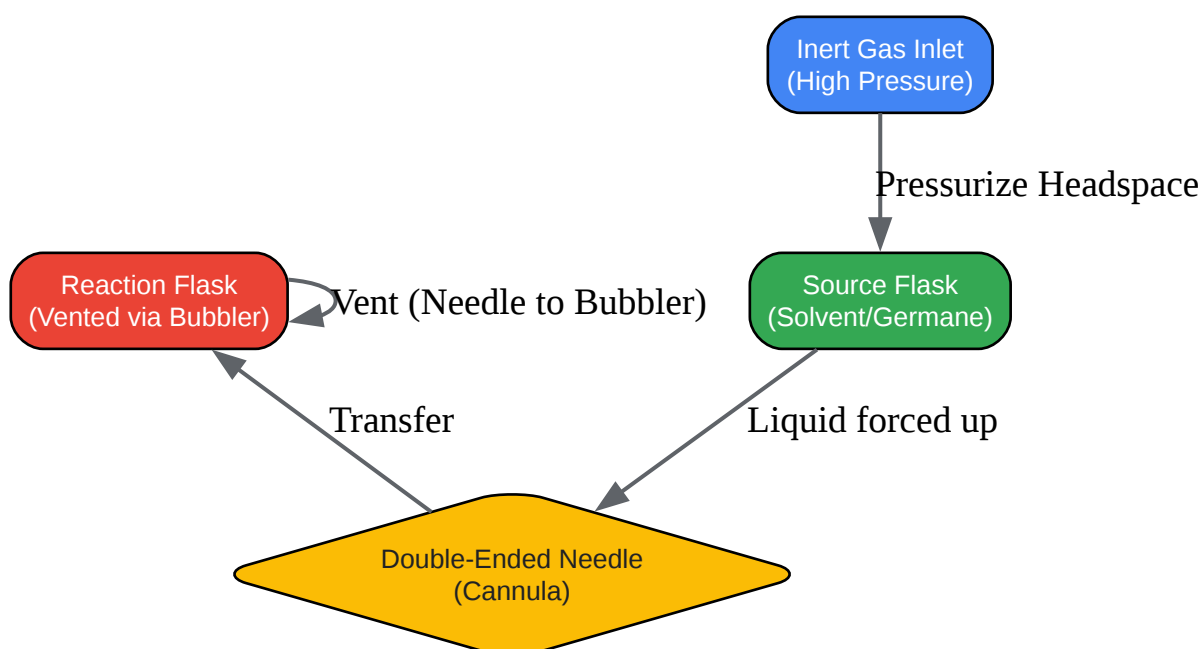 Inert Gas Inlet
(High Pressure)
Pressurize Headspace
Reaction Flask
(Vented via Bubbler)
Vent (Needle to Bubbler)
Source Flask
(Solvent/Germane)
Transfer
Liquid forced up
Double-Ended Needle
(Cannula)